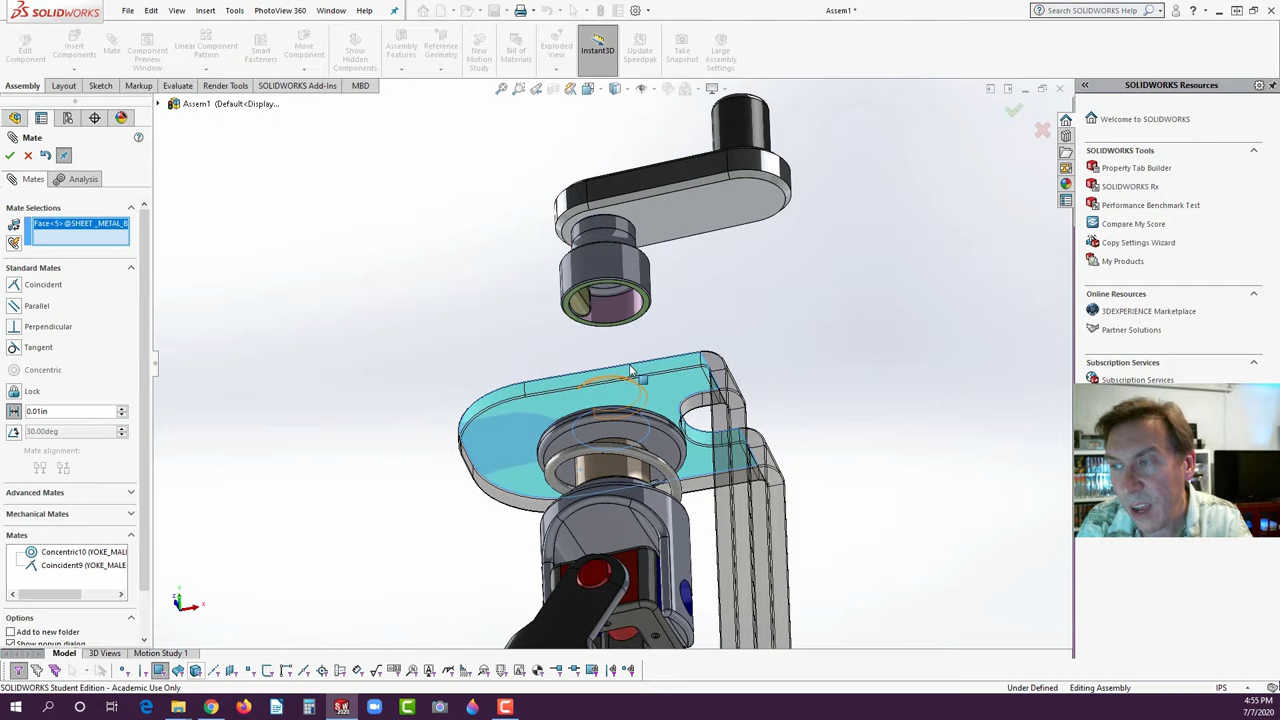 SOLIDWORKS
File Edit View Insert Tools PhotoView 360 Window Help
Assem1 *
Search SOLIDWORKS Help
Edit Component
Insert Components
Mate
Component Preview Window
Linear Component Pattern
Smart Fasteners
Move Component
Show Hidden Components
Assembly Features
Reference Geometry
New Motion Study
Bill of Materials
Exploded View
Instant3D
Update Speedpak
Take Snapshot
Large Assembly Settings
Assembly Layout Sketch Markup Evaluate Render Tools SOLIDWORKS Add-Ins MBD
Assem1 (Default<Display...
Mate
Mates Analysis
Mate Selections
Face<5>@SHEET_METAL_B
Standard Mates
Coincident
Parallel
Perpendicular
Tangent
Concentric
Lock
0.01in
30.00deg
Mate alignment:
Advanced Mates
Mechanical Mates
Mates
Concentric10 (YOKE_MAL
Coincident9 (YOKE_MALE
Options
Add to new folder
Show popup dialog
SOLIDWORKS Resources
Welcome to SOLIDWORKS
SOLIDWORKS Tools
Property Tab Builder
SOLIDWORKS Rx
Performance Benchmark Test
Compare My Score
Copy Settings Wizard
My Products
Online Resources
3DEXPERIENCE Marketplace
Partner Solutions
Subscription Services
Subscription Services
Model 3D Views Motion Study 1
SOLIDWORKS Student Edition - Academic Use Only
Under Defined Editing Assembly IPS
4:55 PM
7/7/2020